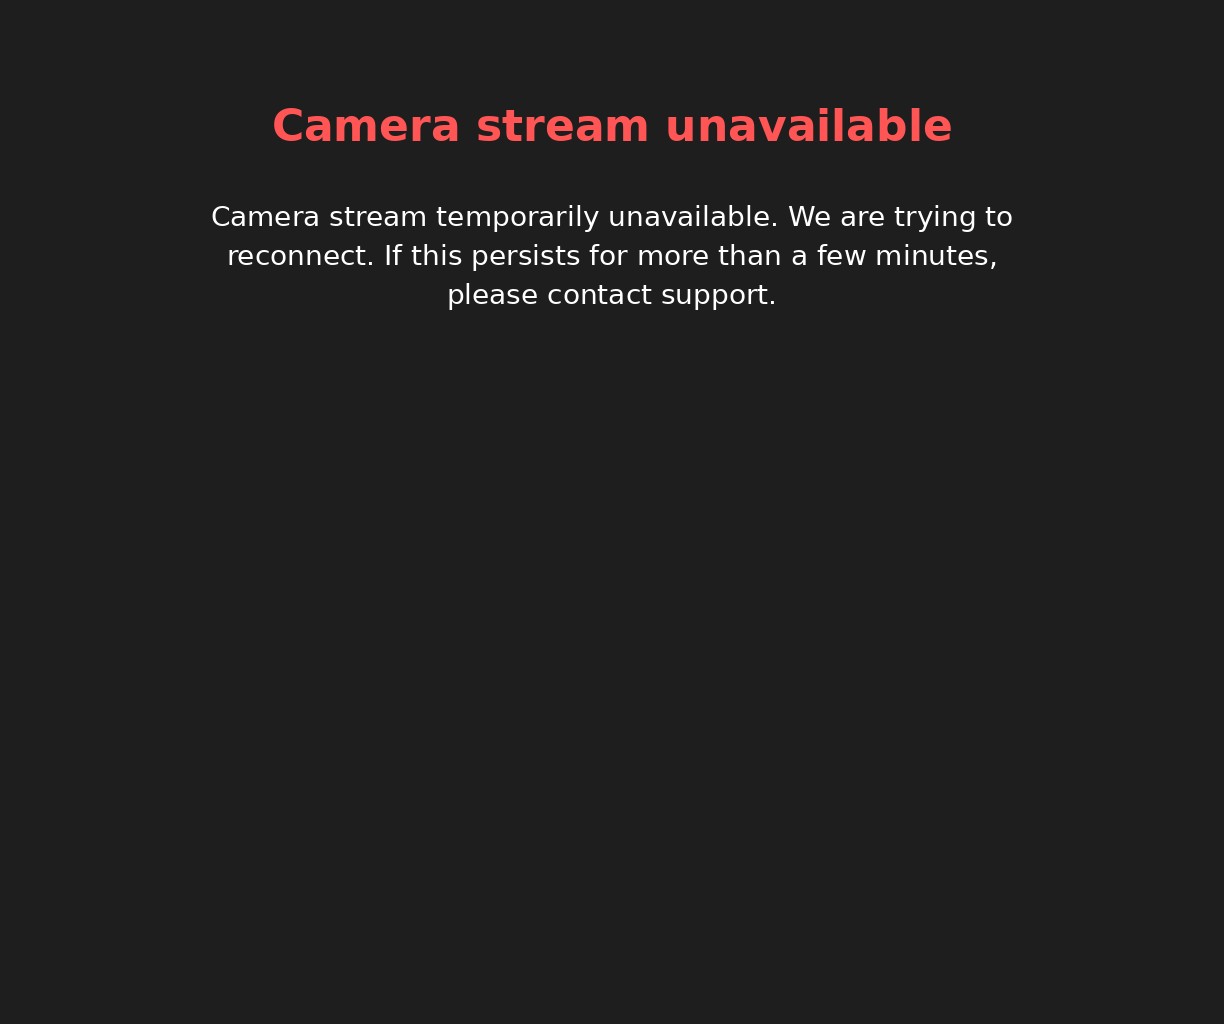 Camera stream unavailable
Camera stream temporarily unavailable. We are trying to
reconnect. If this persists for more than a few minutes,
please contact support.